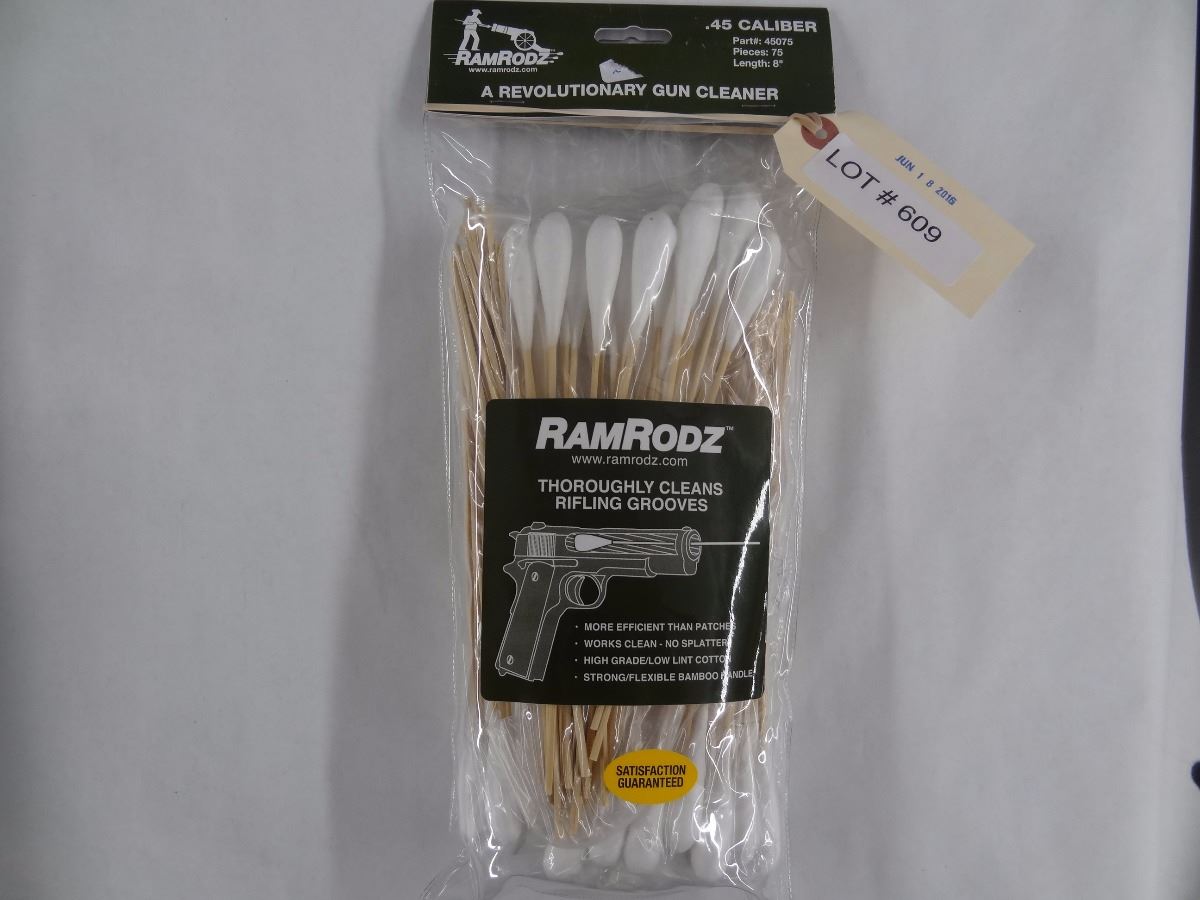 RAMRODZ
www.ramrodz.com
.45 CALIBER
Part#: 45075
Pieces: 75
Length: 8"
A REVOLUTIONARY GUN CLEANER
LOT # 609
JUN 18 2016
RAMRODZ™
www.ramrodz.com
THOROUGHLY CLEANS
RIFLING GROOVES
· MORE EFFICIENT THAN PATCHES
· WORKS CLEAN - NO SPLATTER
· HIGH GRADE/LOW LINT COTTON
· STRONG/FLEXIBLE BAMBOO HANDLE
SATISFACTION
GUARANTEED